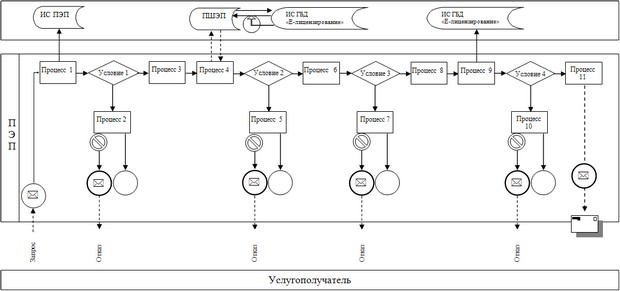 ИС ПЭП
ПШЭП
ИС ГБД
«Е-лицензирование»
ИС ГБД
«Е-лицензирование»
ПЭП
Процесс 1
Условие 1
Процесс 3
Процесс 4
Условие 2
Процесс 6
Условие 3
Процесс 8
Процесс 9
Условие 4
Процесс
11
Процесс 2
Процесс 5
Процесс 7
Процесс
10
Запрос
Отказ
Отказ
Отказ
Отказ
Услугополучатель